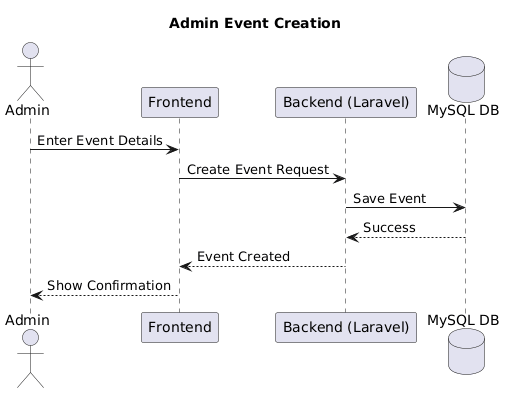 Admin Event Creation
Admin
Frontend
Backend (Laravel)
MySQL DB
Enter Event Details
Create Event Request
Save Event
Success
Event Created
Show Confirmation
Admin
Frontend
Backend (Laravel)
MySQL DB